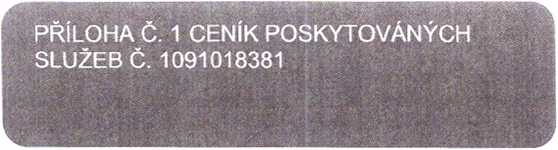 PŘÍLOHA Č. 1 CENÍK POSKYTOVÁNÝCH
SLUŽEB Č. 1091018381